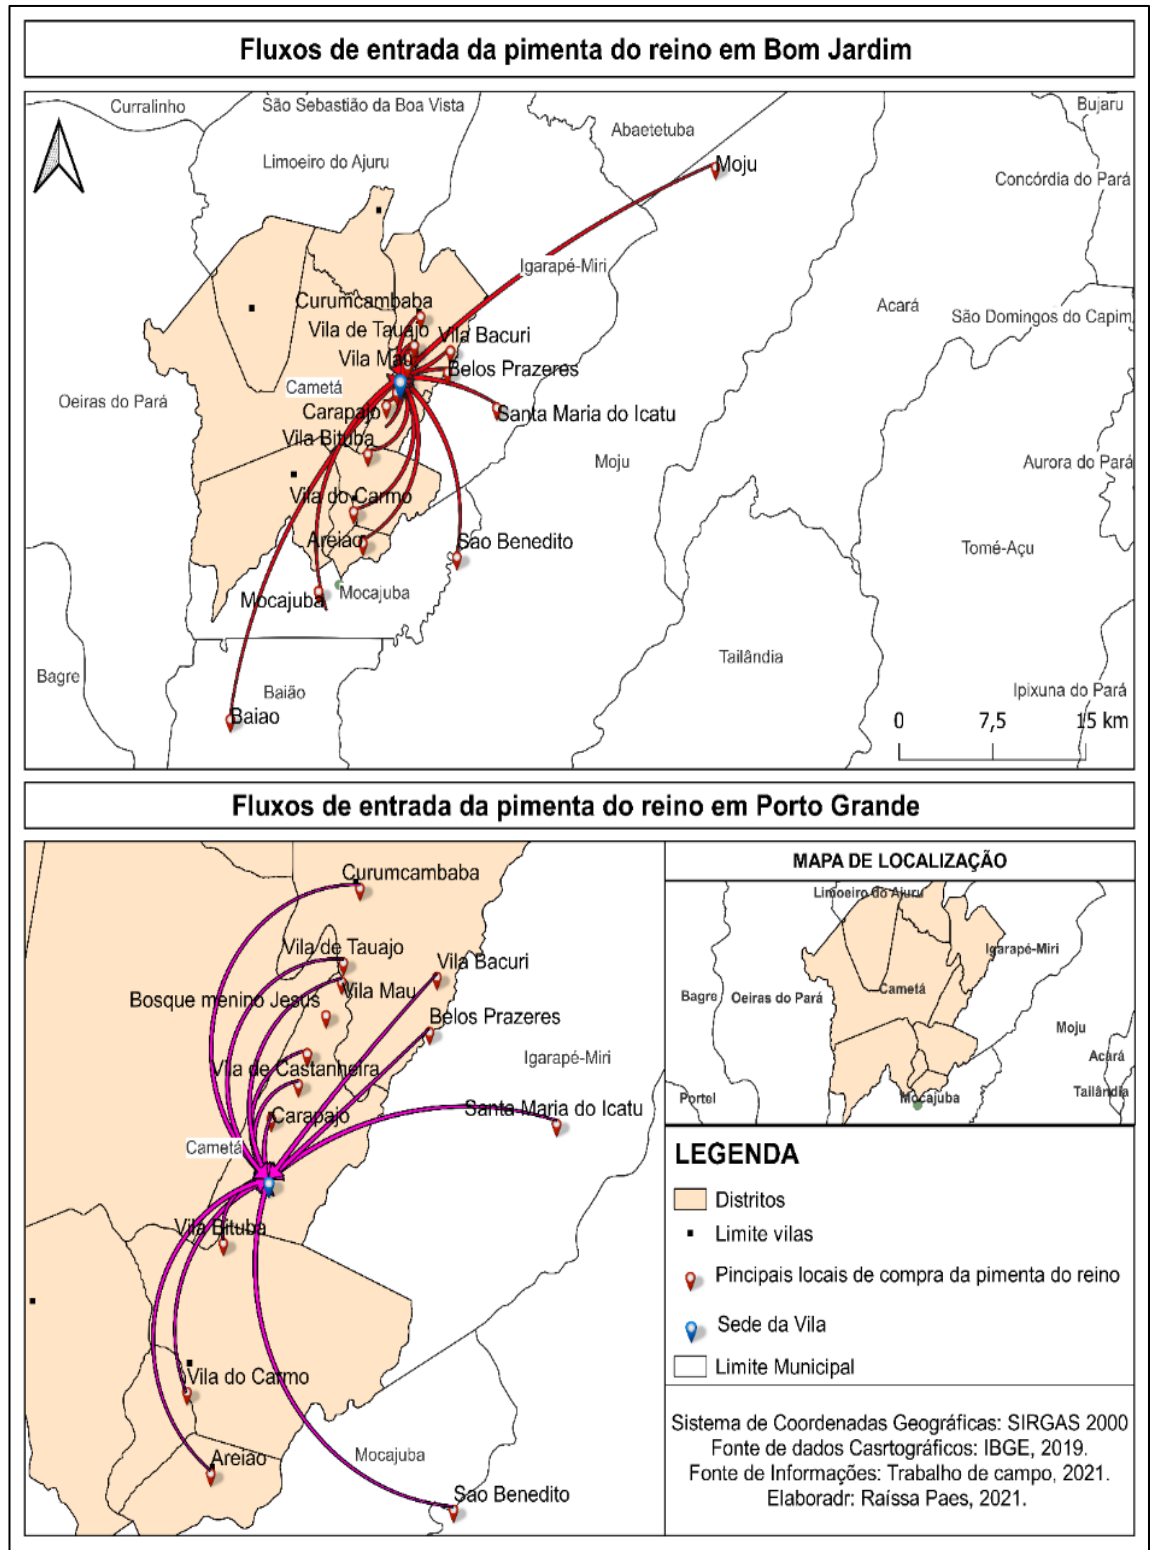 Fluxos de entrada da pimenta do reino em Bom Jardim
Curralinho
São Sebastião da Boa Vista
Bujaru
Abaetetuba
Limoeiro do Ajuru
Moju
Concórdia do Pará
Igarapé-Miri
Curumcambaba
Acará
São Domingos do Capim
Vila de Tauajo
Vila Bacuri
Vila Mau
Belos Prazeres
Cametá
Oeiras do Pará
Carapajo
Santa Maria do Icatu
Vila Bituba
Moju
Aurora do Pará
Vila do Carmo
Areião
Sao Benedito
Tomé-Açu
Mocajuba
Mocajuba
Tailândia
Bagre
Baião
Ipixuna do Pará
Baiao
0 7,5 15 km
Fluxos de entrada da pimenta do reino em Porto Grande
Curumcambaba
Vila de Tauajo
Vila Bacuri
Vila Mau
Bosque menino Jesus
Belos Prazeres
Igarapé-Miri
Vila de Castanheira
Santa Maria do Icatu
Carapajo
Cametá
Vila Bituba
Vila do Carmo
Areião
Mocajuba
Sao Benedito
MAPA DE LOCALIZAÇÃO
Limoeiro do Ajuru
Igarapé-Miri
Cametá
Bagre
Oeiras do Pará
Moju
Acará
Tailândia
Portel
Mocajuba
LEGENDA
Distritos
Limite vilas
Pincipais locais de compra da pimenta do reino
Sede da Vila
Limite Municipal
Sistema de Coordenadas Geográficas: SIRGAS 2000
Fonte de dados Casrtográficos: IBGE, 2019.
Fonte de Informações: Trabalho de campo, 2021.
Elaboradr: Raíssa Paes, 2021.